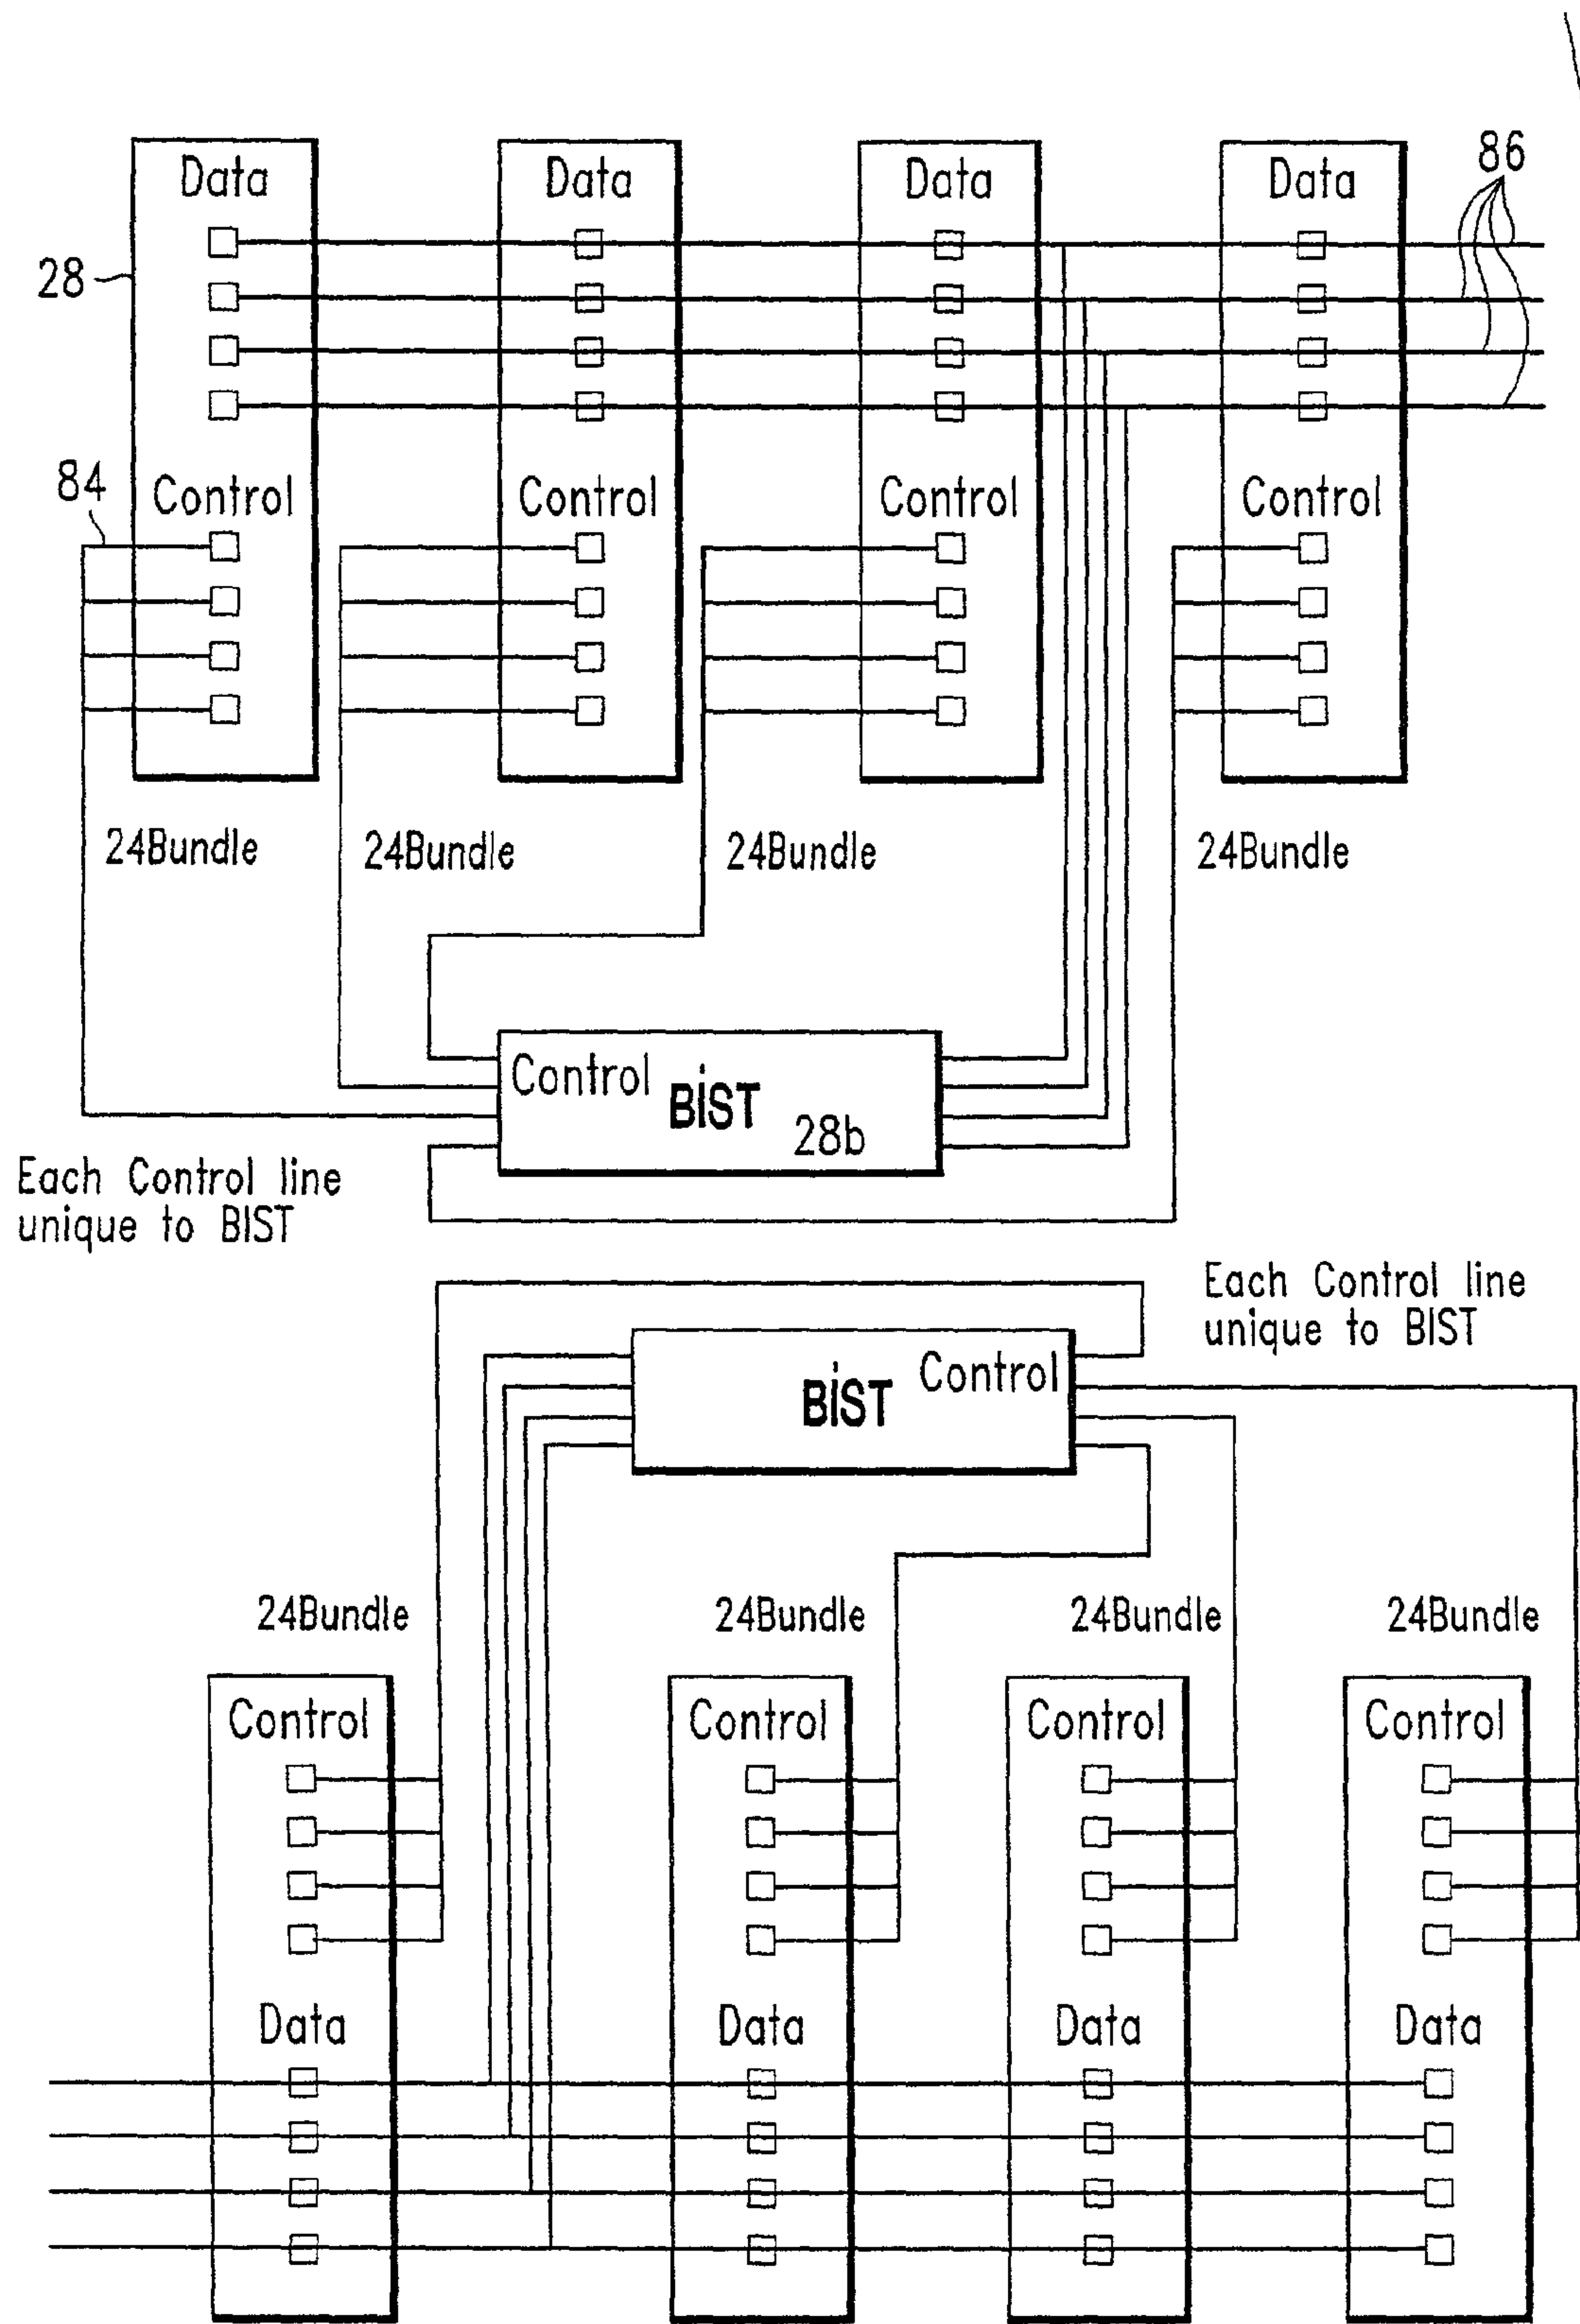 86
Data
Data
Data
Data
28
84
Control
Control
Control
Control
24Bundle
24Bundle
24Bundle
24Bundle
Control
BIST
28b
Each Control line
unique to BIST
Each Control line
unique to BIST
BIST
Control
24Bundle
24Bundle
24Bundle
24Bundle
Control
Control
Control
Control
Data
Data
Data
Data